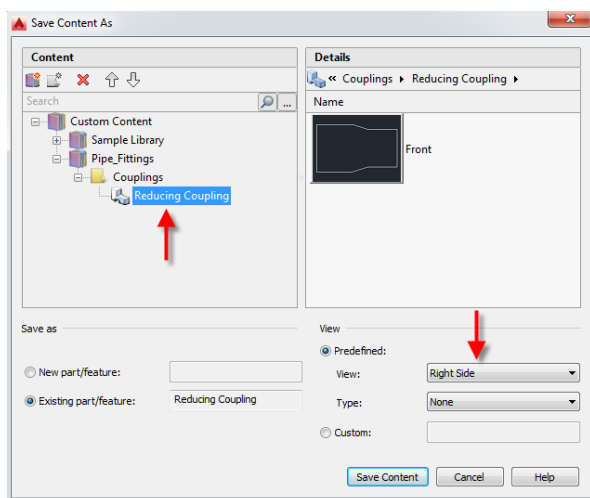 Save Content As
Content
Search
...
Custom Content
Sample Library
Pipe_Fittings
Couplings
Reducing Coupling
Details
« Couplings ▸ Reducing Coupling ▸
Name
Front
Save as
New part/feature:
Existing part/feature: Reducing Coupling
View
Predefined:
View: Right Side
Type: None
Custom:
Save Content Cancel Help